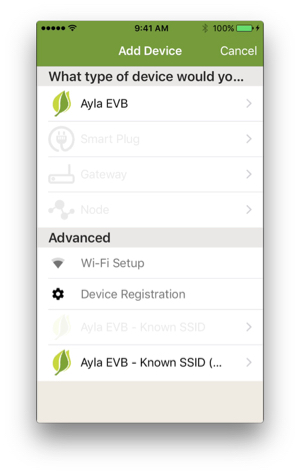 9:41 AM
100%
Add Device
Cancel
What type of device would yo...
Ayla EVB
Smart Plug
Gateway
Node
Advanced
Wi-Fi Setup
Device Registration
Ayla EVB - Known SSID
Ayla EVB - Known SSID (...